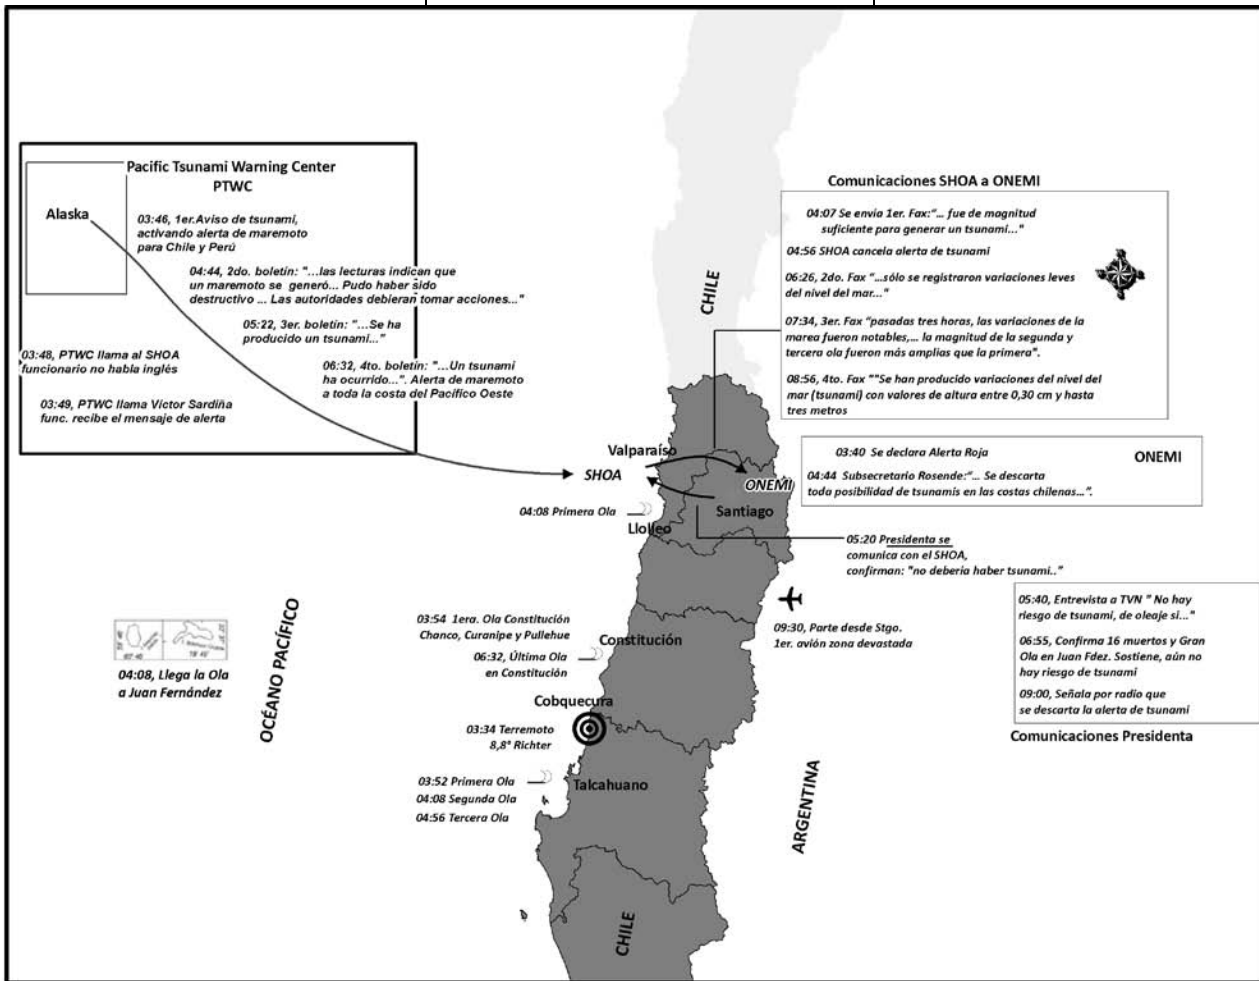 Pacific Tsunami Warning Center
PTWC
Alaska
03:46, 1er.Aviso de tsunami,
activando alerta de maremoto
para Chile y Perú
04:44, 2do. boletín: "...las lecturas indican que
un maremoto se generó... Pudo haber sido
destructivo ... Las autoridades debieran tomar acciones..."
05:22, 3er. boletín: "...Se ha
producido un tsunami..."
03:48, PTWC llama al SHOA
funcionario no habla inglés
06:32, 4to. boletín: "...Un tsunami
ha ocurrido...". Alerta de maremoto
a toda la costa del Pacífico Oeste
03:49, PTWC llama Víctor Sardiña
func. recibe el mensaje de alerta
CHILE
Comunicaciones SHOA a ONEMI
04:07 Se envía 1er. Fax:"... fue de magnitud
suficiente para generar un tsunami..."
04:56 SHOA cancela alerta de tsunami
06:26, 2do. Fax "...sólo se registraron variaciones leves
del nivel del mar..."
07:34, 3er. Fax "pasadas tres horas, las variaciones de la
marea fueron notables,... la magnitud de la segunda y
tercera ola fueron más amplias que la primera".
08:56, 4to. Fax ""Se han producido variaciones del nivel del
mar (tsunami) con valores de altura entre 0,30 cm y hasta
tres metros
03:40 Se declara Alerta Roja
ONEMI
04:44 Subsecretario Rosende:"... Se descarta
toda posibilidad de tsunamis en las costas chilenas...".
Valparaíso
SHOA
ONEMI
04:08 Primera Ola
Santiago
Llolleo
05:20 Presidenta se
comunica con el SHOA,
confirman: "no debería haber tsunami.."
05:40, Entrevista a TVN " No hay
riesgo de tsunami, de oleaje si..."
06:55, Confirma 16 muertos y Gran
Ola en Juan Fdez. Sostiene, aún no
hay riesgo de tsunami
09:00, Señala por radio que
se descarta la alerta de tsunami
Comunicaciones Presidenta
09:30, Parte desde Stgo.
1er. avión zona devastada
OCÉANO PACÍFICO
04:08, Llega la Ola
a Juan Fernández
03:54 1era. Ola Constitución
Chanco, Curanipe y Pullehue
Constitución
06:32, Última Ola
en Constitución
Cobquecura
03:34 Terremoto
8,8° Richter
03:52 Primera Ola
Talcahuano
04:08 Segunda Ola
04:56 Tercera Ola
ARGENTINA
CHILE